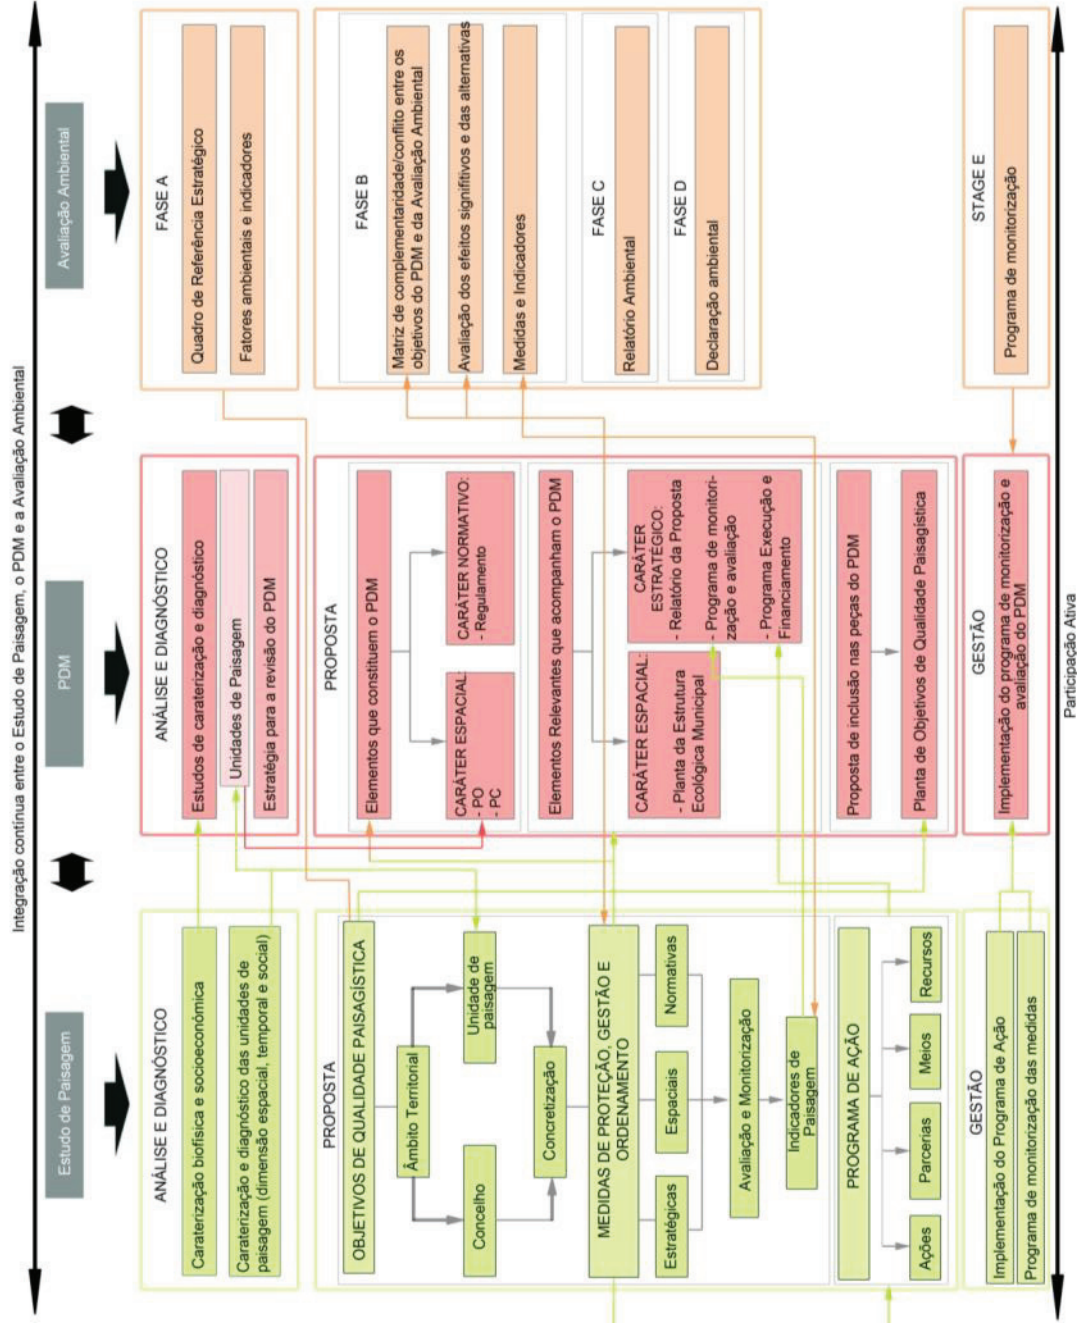 Integração contínua entre o Estudo de Paisagem, o PDM e a Avaliação Ambiental
Estudo de Paisagem
ANÁLISE E DIAGNÓSTICO
Caraterização biofísica e socioeconómica
Caraterização e diagnóstico das unidades de
paisagem (dimensão espacial, temporal e social)
PROPOSTA
OBJETIVOS DE QUALIDADE PAISAGÍSTICA
Âmbito Territorial
Concelho
Unidade de
paisagem
Concretização
MEDIDAS DE PROTEÇÃO, GESTÃO E
ORDENAMENTO
Estratégicas
Espaciais
Normativas
Avaliação e Monitorização
Indicadores de
Paisagem
PROGRAMA DE AÇÃO
Ações
Parcerias
Meios
Recursos
GESTÃO
Implementação do Programa de Ação
Programa de monitorização das medidas
PDM
ANÁLISE E DIAGNÓSTICO
Estudos de caraterização e diagnóstico
Unidades de Paisagem
Estratégia para a revisão do PDM
PROPOSTA
Elementos que constituem o PDM
CARÁTER ESPACIAL:
- PO
- PC
CARÁTER NORMATIVO:
- Regulamento
Elementos Relevantes que acompanham o PDM
CARÁTER ESPACIAL:
- Planta da Estrutura
Ecológica Municipal
CARÁTER
ESTRATÉGICO:
- Relatório da Proposta
- Programa de monitori-
zação e avaliação
- Programa Execução e
Financiamento
Proposta de inclusão nas peças do PDM
Planta de Objetivos de Qualidade Paisagística
GESTÃO
Implementação do programa de monitorização e
avaliação do PDM
Avaliação Ambiental
FASE A
Quadro de Referência Estratégico
Fatores ambientais e indicadores
FASE B
Matriz de complementaridade/conflito entre os
objetivos do PDM e da Avaliação Ambiental
Avaliação dos efeitos signifitivos e das alternativas
Medidas e Indicadores
FASE C
Relatório Ambiental
FASE D
Declaração ambiental
STAGE E
Programa de monitorização
Participação Ativa